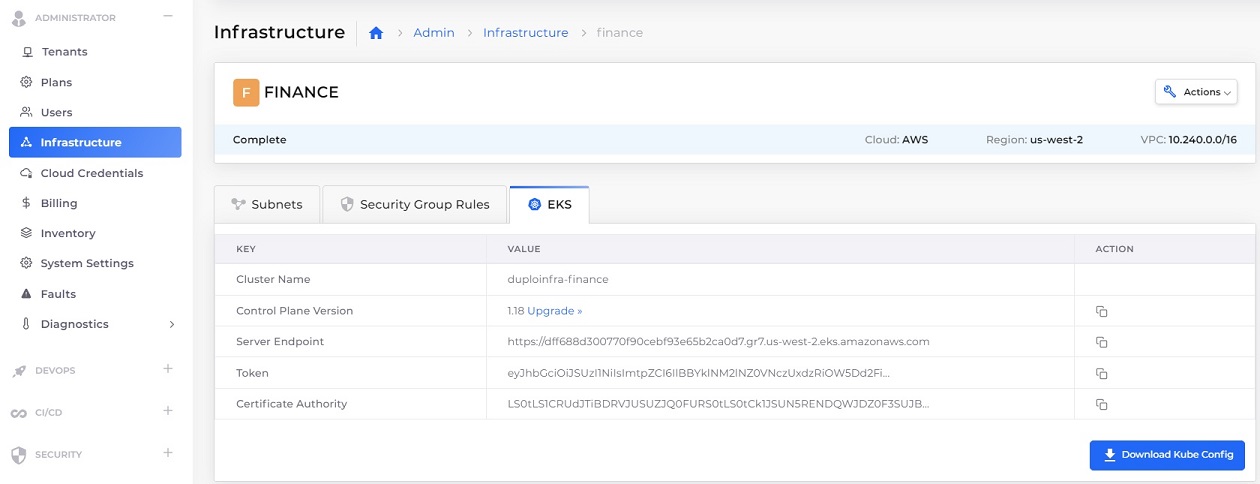 ADMINISTRATOR
Tenants
Plans
Users
Infrastructure
Cloud Credentials
Billing
Inventory
System Settings
Faults
Diagnostics
DEVOPS
CI/CD
SECURITY
Infrastructure > Admin > Infrastructure > finance
F FINANCE
Actions
Complete Cloud: AWS Region: us-west-2 VPC: 10.240.0.0/16
Subnets Security Group Rules EKS
KEY VALUE ACTION
Cluster Name duploinfra-finance
Control Plane Version 1.18 Upgrade »
Server Endpoint https://dff688d300770f90cebf93e65b2ca0d7.gr7.us-west-2.eks.amazonaws.com
Token eyJhbGciOiJSUzI1NiIsImtpZCI6IlBBYklNM2lNZ0VNczUxdzRiOW5Dd2Fi...
Certificate Authority LS0tLS1CRUdJTiBDRVJUSUZJQ0FURS0tLS0tCk1JSUN5RENDQWJDZ0F3SUJB...
Download Kube Config